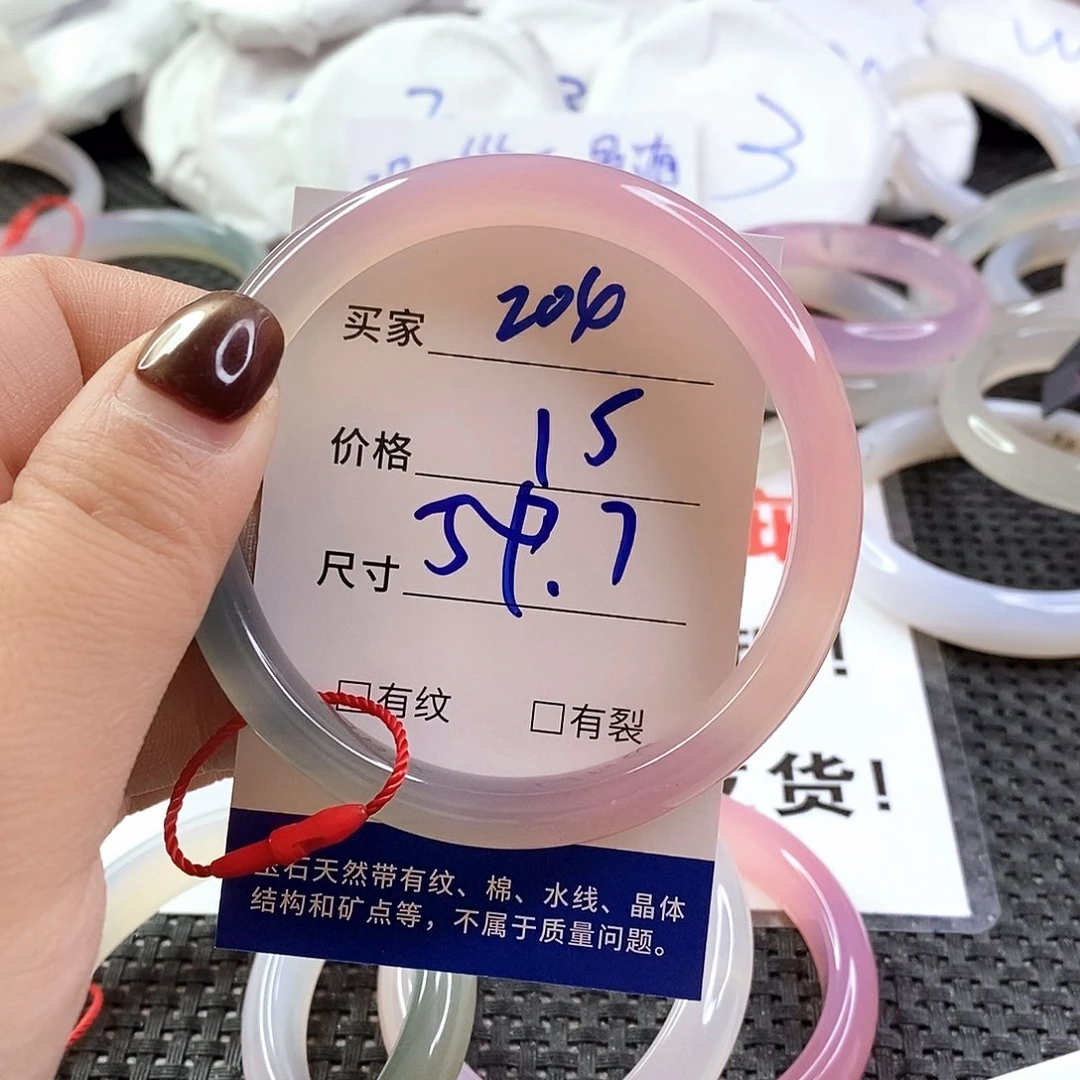 3
买家 206
价格 15
尺寸 59.7
□有纹 □有裂
玉石天然带有纹、棉、水线、晶体
结构和矿点等，不属于质量问题。
!
货!